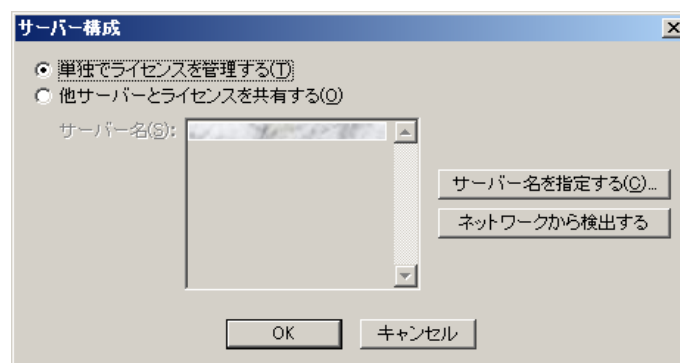 サーバー構成
単独でライセンスを管理する(T)
他サーバーとライセンスを共有する(O)
サーバー名(S):
サーバー名を指定する(C)...
ネットワークから検出する
OK
キャンセル